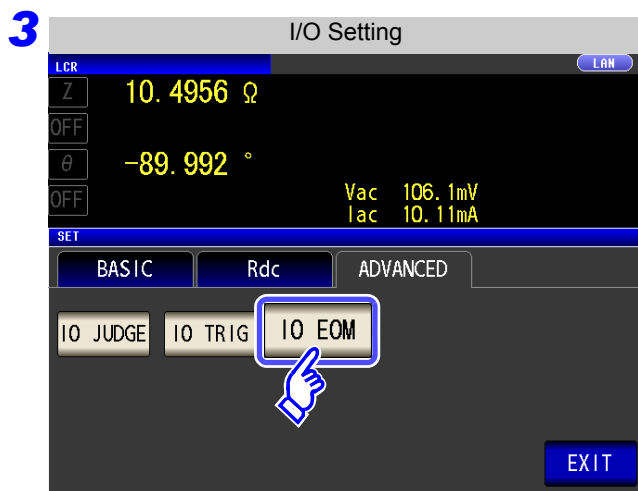 3
I/O Setting
LCR
LAN
Z 10.4956 Ω
OFF
θ -89.992 °
OFF
Vac 106.1mV
Iac 10.11mA
SET
BASIC Rdc ADVANCED
IO JUDGE IO TRIG IO EOM
EXIT